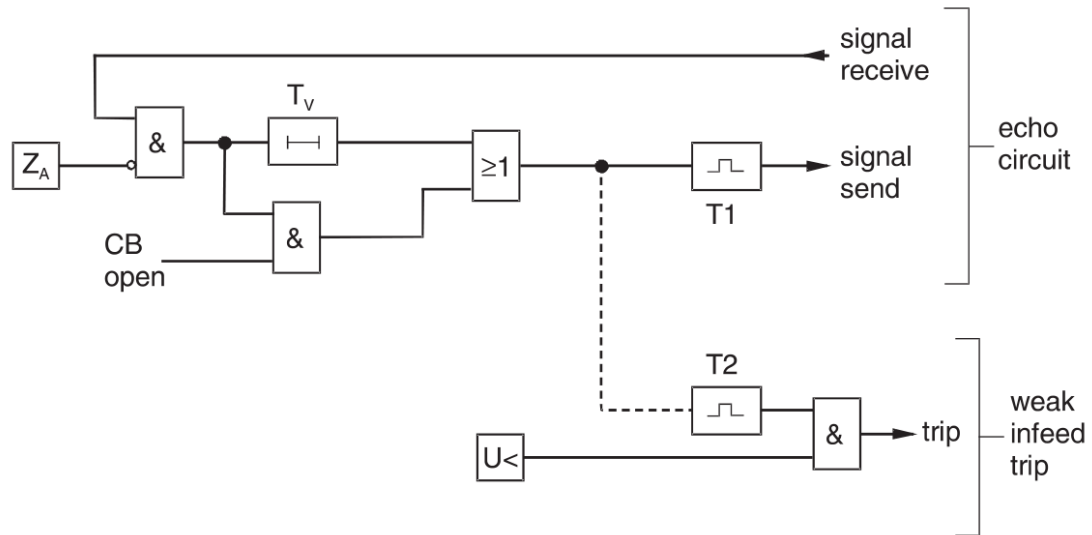 signal
receive
T_V
&
Z_A
≥1
echo
circuit
signal
send
T1
CB
open
&
T2
weak
infeed
trip
&
trip
U<